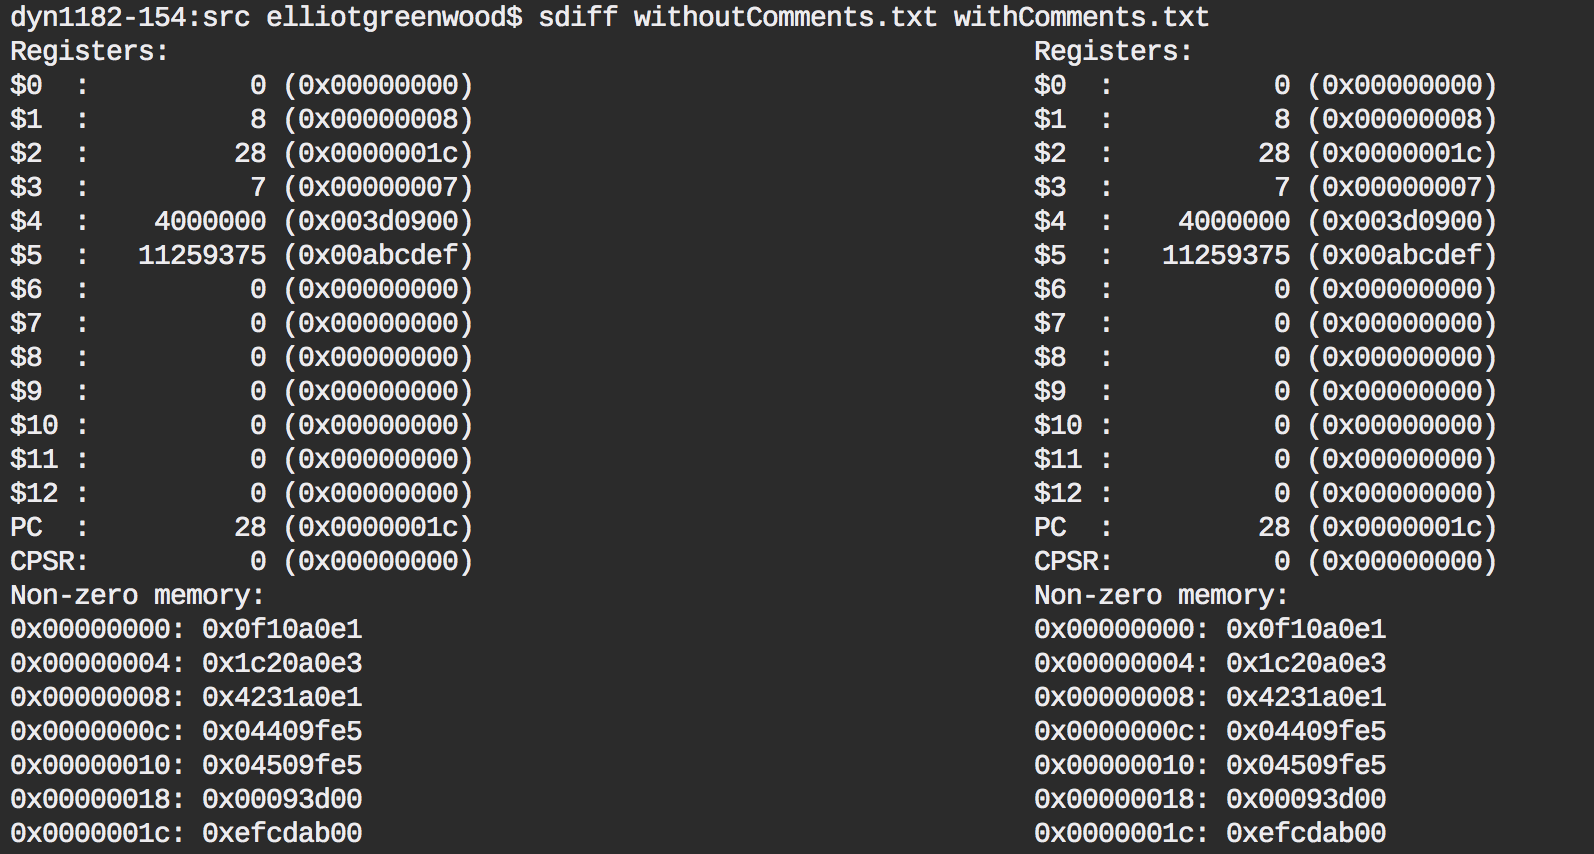 dyn1182-154:src elliotgreenwood$ sdiff withoutComments.txt withComments.txt
Registers:                                                      Registers:
$0  :          0 (0x00000000)                                   $0  :          0 (0x00000000)
$1  :          8 (0x00000008)                                   $1  :          8 (0x00000008)
$2  :         28 (0x0000001c)                                   $2  :         28 (0x0000001c)
$3  :          7 (0x00000007)                                   $3  :          7 (0x00000007)
$4  :    4000000 (0x003d0900)                                   $4  :    4000000 (0x003d0900)
$5  :   11259375 (0x00abcdef)                                   $5  :   11259375 (0x00abcdef)
$6  :          0 (0x00000000)                                   $6  :          0 (0x00000000)
$7  :          0 (0x00000000)                                   $7  :          0 (0x00000000)
$8  :          0 (0x00000000)                                   $8  :          0 (0x00000000)
$9  :          0 (0x00000000)                                   $9  :          0 (0x00000000)
$10 :          0 (0x00000000)                                   $10 :          0 (0x00000000)
$11 :          0 (0x00000000)                                   $11 :          0 (0x00000000)
$12 :          0 (0x00000000)                                   $12 :          0 (0x00000000)
PC  :         28 (0x0000001c)                                   PC  :         28 (0x0000001c)
CPSR:          0 (0x00000000)                                   CPSR:          0 (0x00000000)
Non-zero memory:                                                Non-zero memory:
0x00000000: 0x0f10a0e1                                          0x00000000: 0x0f10a0e1
0x00000004: 0x1c20a0e3                                          0x00000004: 0x1c20a0e3
0x00000008: 0x4231a0e1                                          0x00000008: 0x4231a0e1
0x0000000c: 0x04409fe5                                          0x0000000c: 0x04409fe5
0x00000010: 0x04509fe5                                          0x00000010: 0x04509fe5
0x00000018: 0x00093d00                                          0x00000018: 0x00093d00
0x0000001c: 0xefcdab00                                          0x0000001c: 0xefcdab00